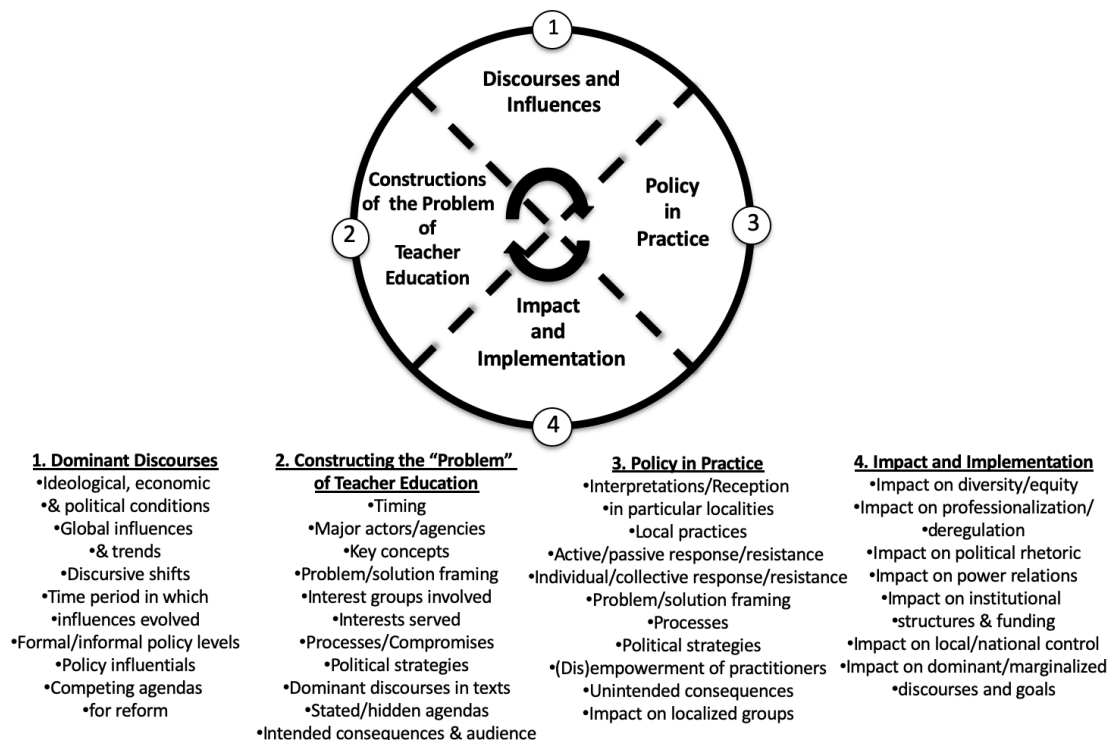 1
Discourses and
Influences
Constructions
of the Problem
of
Teacher
Education
2
Policy
in
Practice
3
Impact
and
Implementation
4
1. Dominant Discourses
•Ideological, economic
•& political conditions
•Global influences
•& trends
•Discursive shifts
•Time period in which
•influences evolved
•Formal/informal policy levels
•Policy influentials
•Competing agendas
•for reform
2. Constructing the “Problem”
of Teacher Education
•Timing
•Major actors/agencies
•Key concepts
•Problem/solution framing
•Interest groups involved
•Interests served
•Processes/Compromises
•Political strategies
•Dominant discourses in texts
•Stated/hidden agendas
•Intended consequences & audience
3. Policy in Practice
•Interpretations/Reception
•in particular localities
•Local practices
•Active/passive response/resistance
•Individual/collective response/resistance
•Problem/solution framing
•Processes
•Political strategies
•(Dis)empowerment of practitioners
•Unintended consequences
•Impact on localized groups
4. Impact and Implementation
•Impact on diversity/equity
•Impact on professionalization/
•deregulation
•Impact on political rhetoric
•Impact on power relations
•Impact on institutional
•structures & funding
•Impact on local/national control
•Impact on dominant/marginalized
•discourses and goals